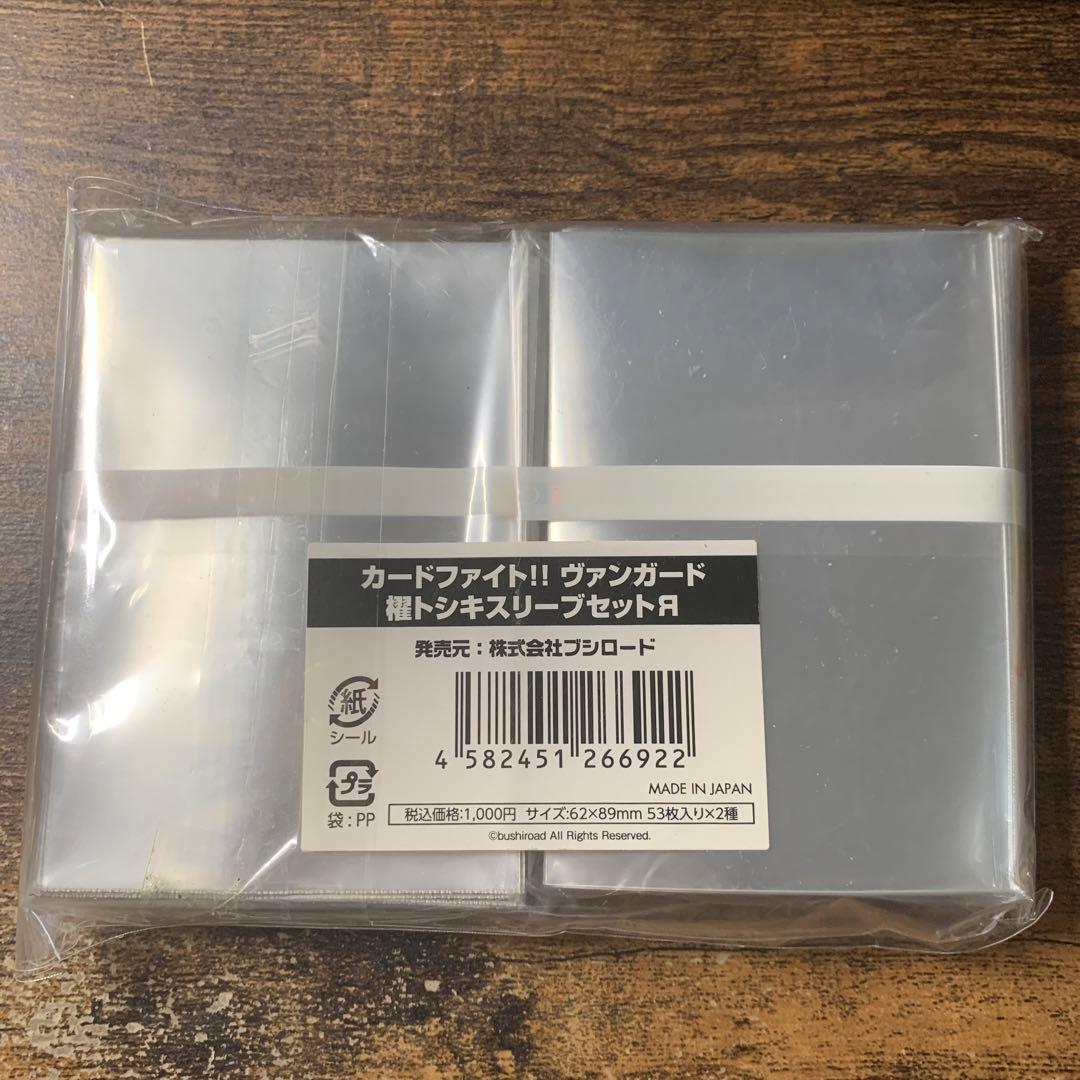 カードファイト!! ヴァンガード
櫂トシキスリーブセットЯ
発売元：株式会社ブシロード
紙
シール
プラ
袋：PP
4 582451 266922
MADE IN JAPAN
税込価格:1,000円 サイズ:62×89mm 53枚入り×2種
©bushiroad All Rights Reserved.